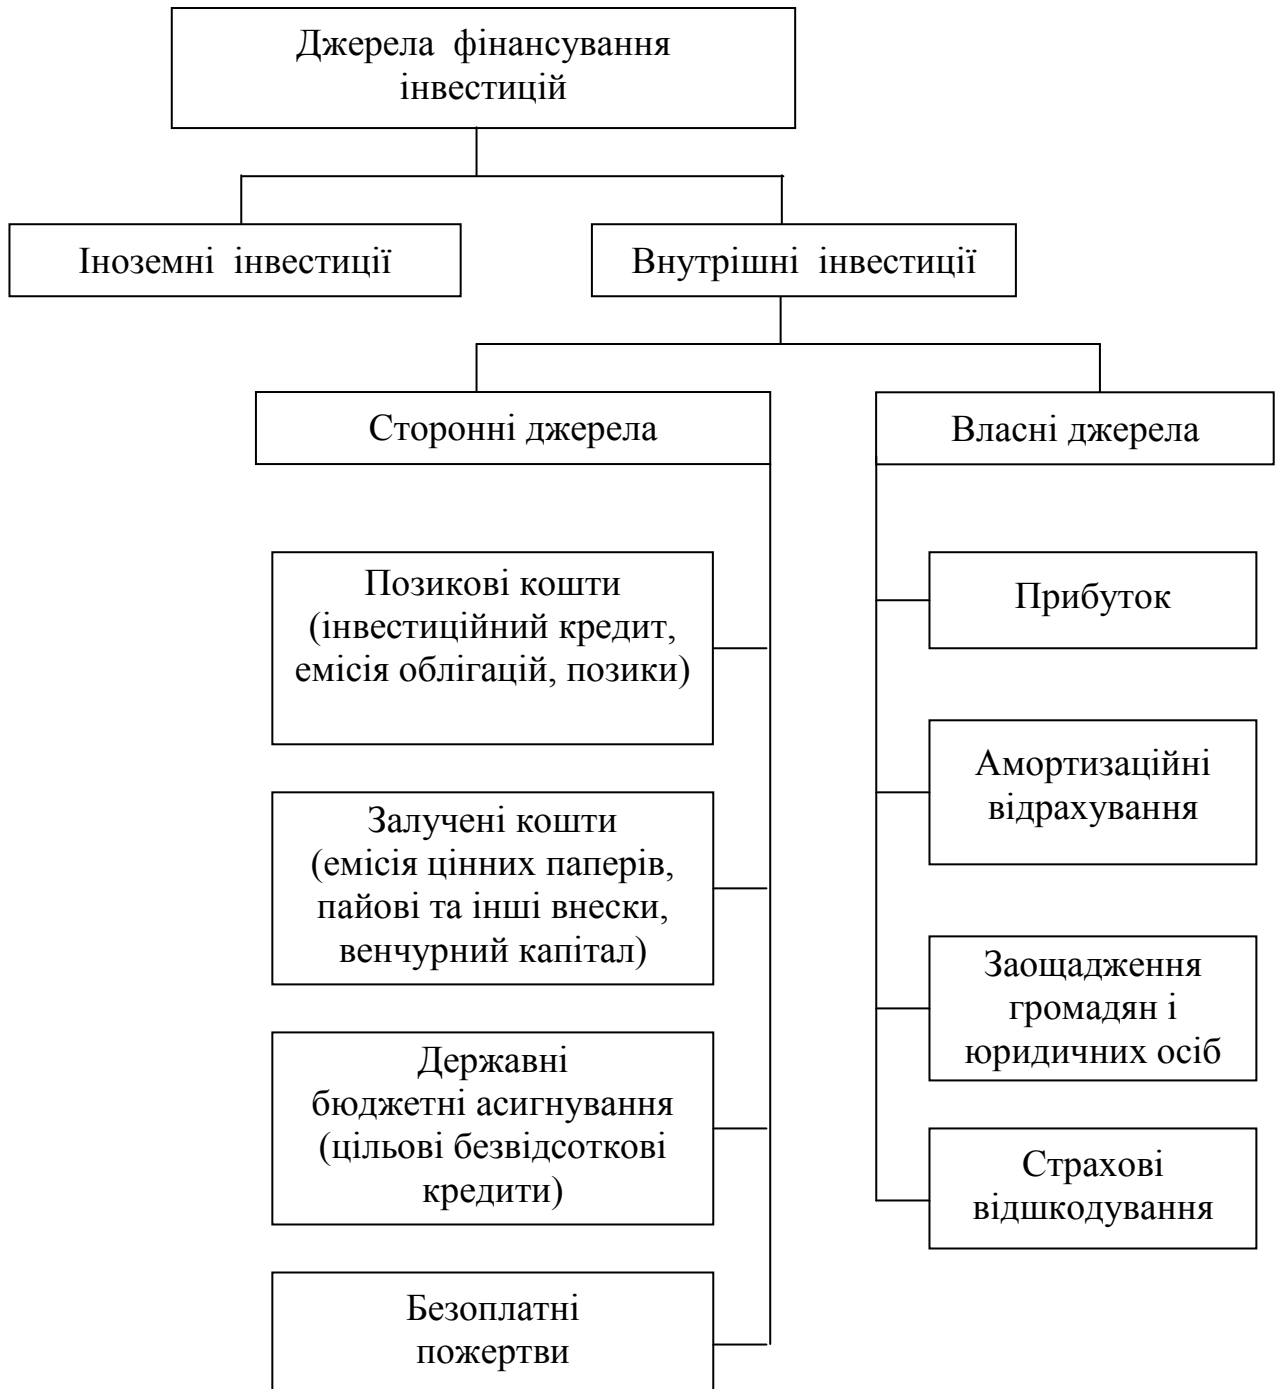 Джерела фінансування
інвестицій
Іноземні інвестиції
Внутрішні інвестиції
Сторонні джерела
Власні джерела
Позикові кошти
(інвестиційний кредит,
емісія облігацій, позики)
Залучені кошти
(емісія цінних паперів,
пайові та інші внески,
венчурний капітал)
Державні
бюджетні асигнування
(цільові безвідсоткові
кредити)
Безоплатні
пожертви
Прибуток
Амортизаційні
відрахування
Заощадження
громадян і
юридичних осіб
Страхові
відшкодування